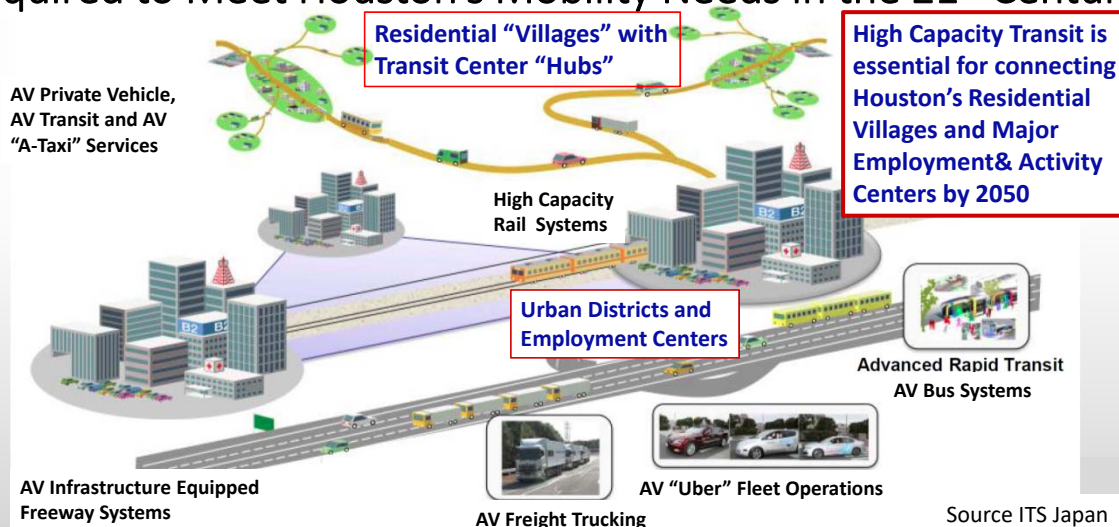 quired to Meet Houston's Mobility Needs in the 21st Centur
Residential "Villages" with
Transit Center "Hubs"
High Capacity Transit is
essential for connecting
Houston's Residential
Villages and Major
Employment& Activity
Centers by 2050
AV Private Vehicle,
AV Transit and AV
"A-Taxi" Services
High Capacity
Rail Systems
B2
B2
B2
Urban Districts and
Employment Centers
Advanced Rapid Transit
AV Bus Systems
AV Infrastructure Equipped
Freeway Systems
AV Freight Trucking
AV "Uber" Fleet Operations
Source ITS Japan